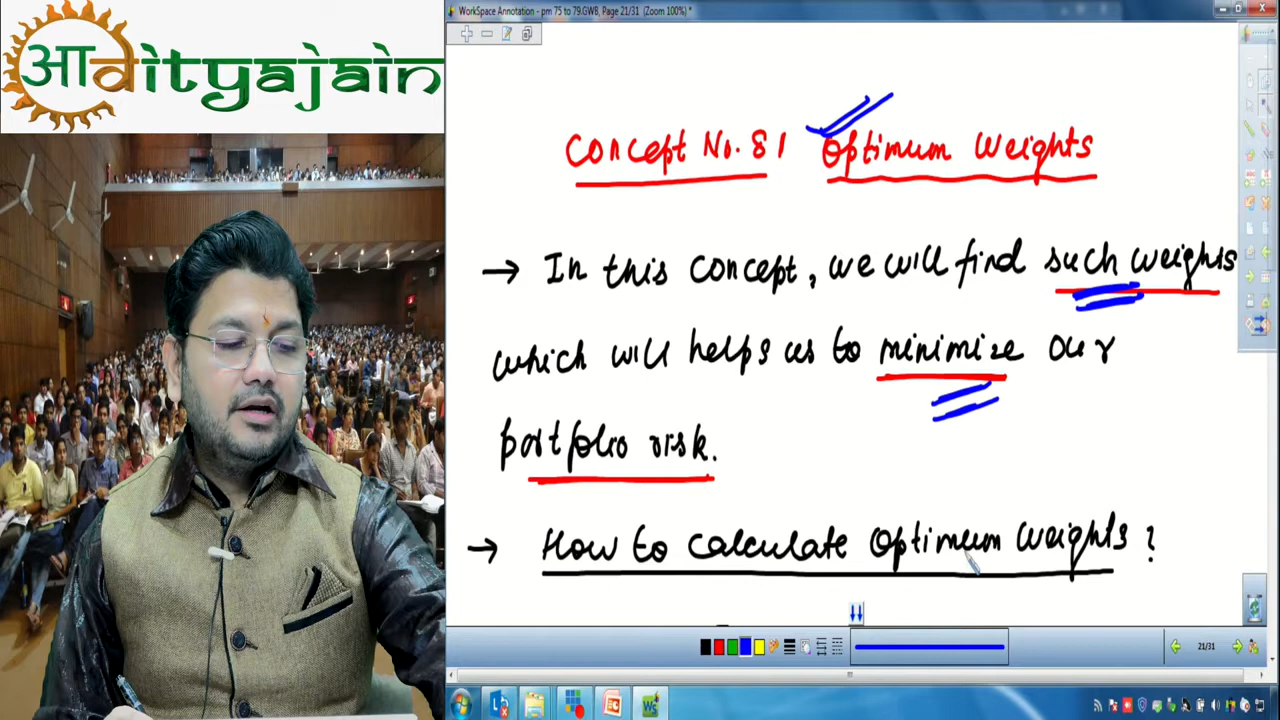 आdityajain
WorkSpace Annotation - pm 75 to 79.GWB, Page 21/31 (Zoom 100%) *
Concept No. 81 Optimum Weights
→ In this concept, we will find such weights
which will helps us to minimize our
portfolio risk.
→ How to calculate Optimum Weights ?
21/31